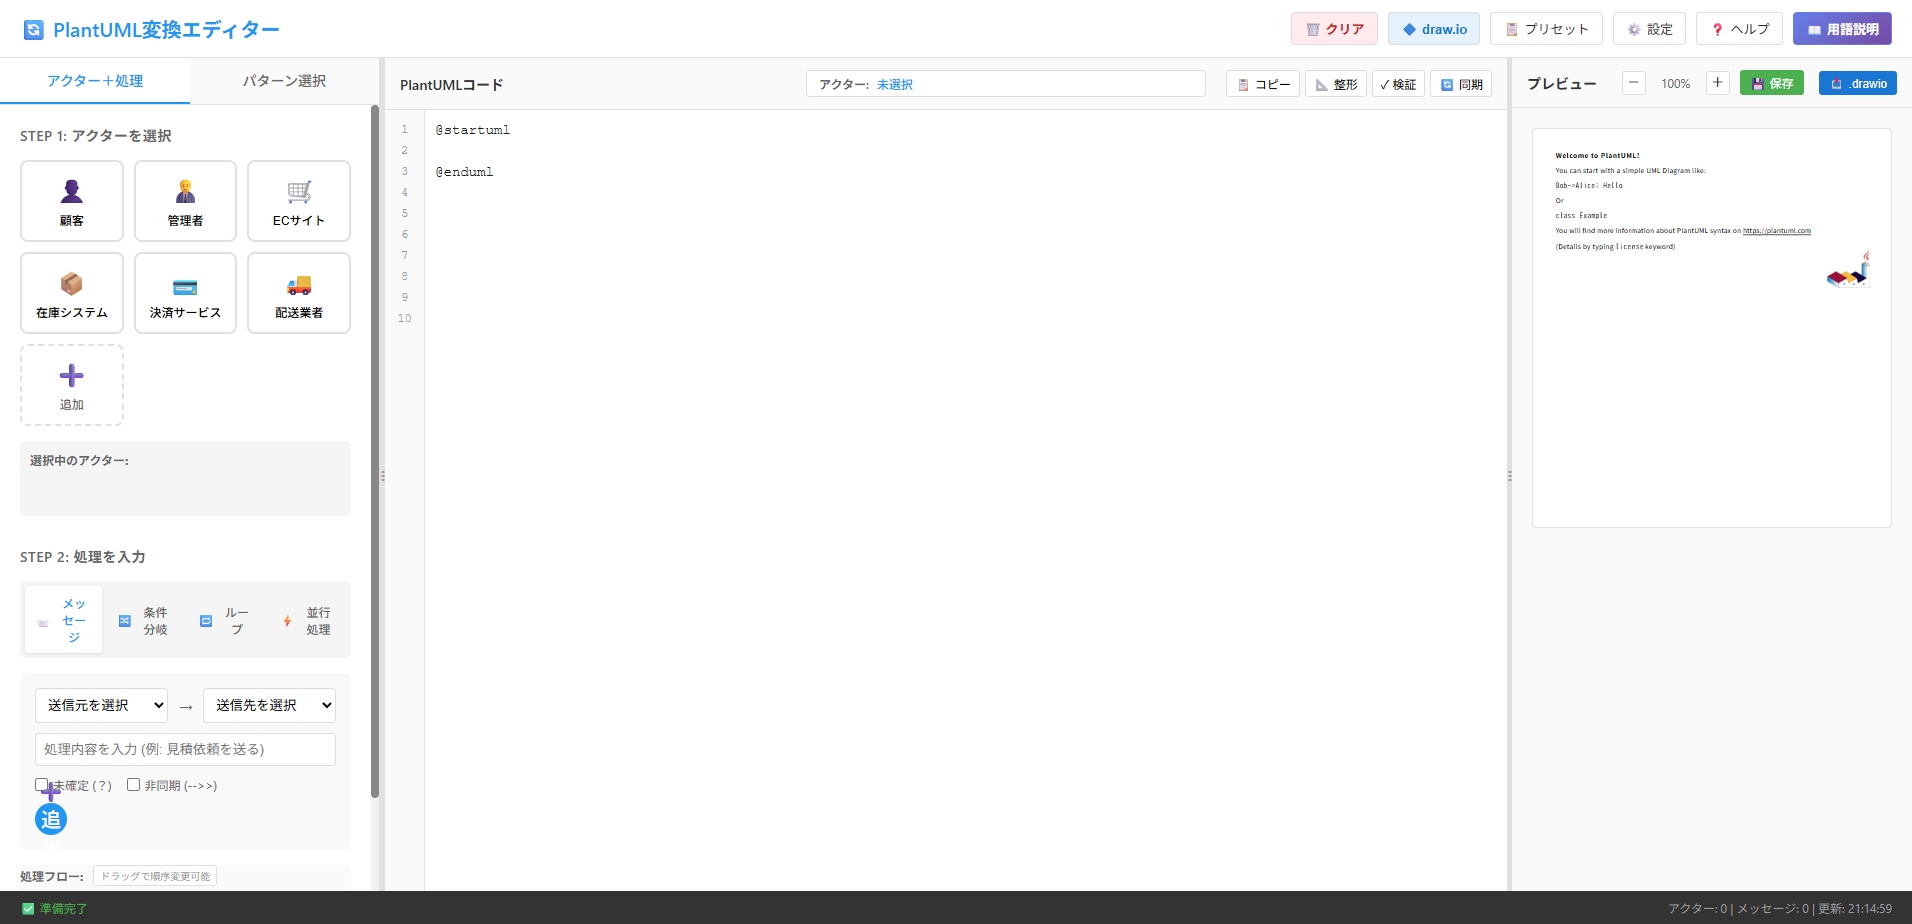 PlantUML変換エディター
クリア
draw.io
プリセット
設定
ヘルプ
用語説明
アクター＋処理
パターン選択
STEP 1: アクターを選択
顧客
管理者
ECサイト
在庫システム
決済サービス
配送業者
追加
選択中のアクター:
STEP 2: 処理を入力
メッ
セー
ジ
条件
分岐
ルー
プ
並行
処理
送信元を選択
→
送信先を選択
処理内容を入力 (例: 見積依頼を送る)
未確定 (？)
非同期 (-->>)
追
処理フロー:
ドラッグで順序変更可能
PlantUMLコード
アクター: 未選択
コピー
整形
✓ 検証
同期
1
2
3
4
5
6
7
8
9
10
@startuml
@enduml
プレビュー
−
100%
+
保存
.drawio
Welcome to PlantUML!
You can start with a simple UML Diagram like:
Bob->Alice: Hello
Or
class Example
You will find more information about PlantUML syntax on https://plantuml.com
(Details by typing license keyword)
準備完了
アクター: 0 | メッセージ: 0 | 更新: 21:14:59